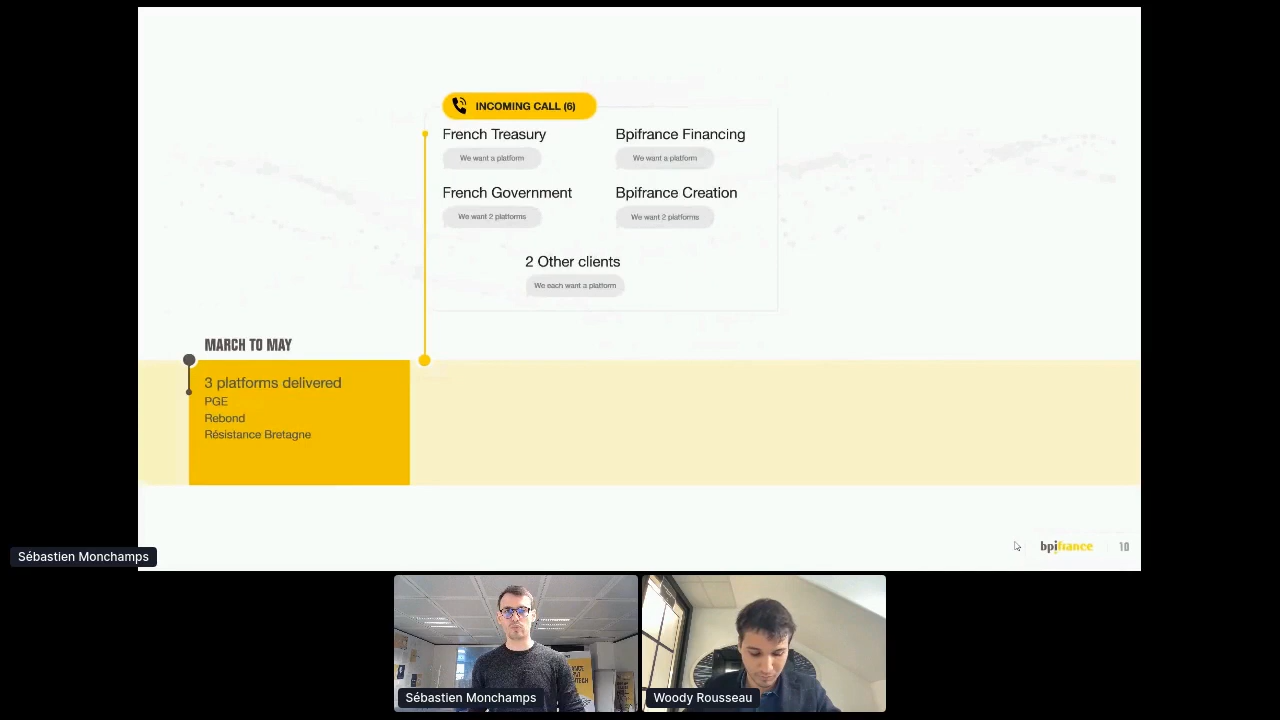 INCOMING CALL (6)
French Treasury
We want a platform
Bpifrance Financing
We want a platform
French Government
We want 2 platforms
Bpifrance Creation
We want 2 platforms
2 Other clients
We each want a platform
MARCH TO MAY
3 platforms delivered
PGE
Rebond
Résistance Bretagne
bpifrance
10
Sébastien Monchamps
Sébastien Monchamps
Woody Rousseau